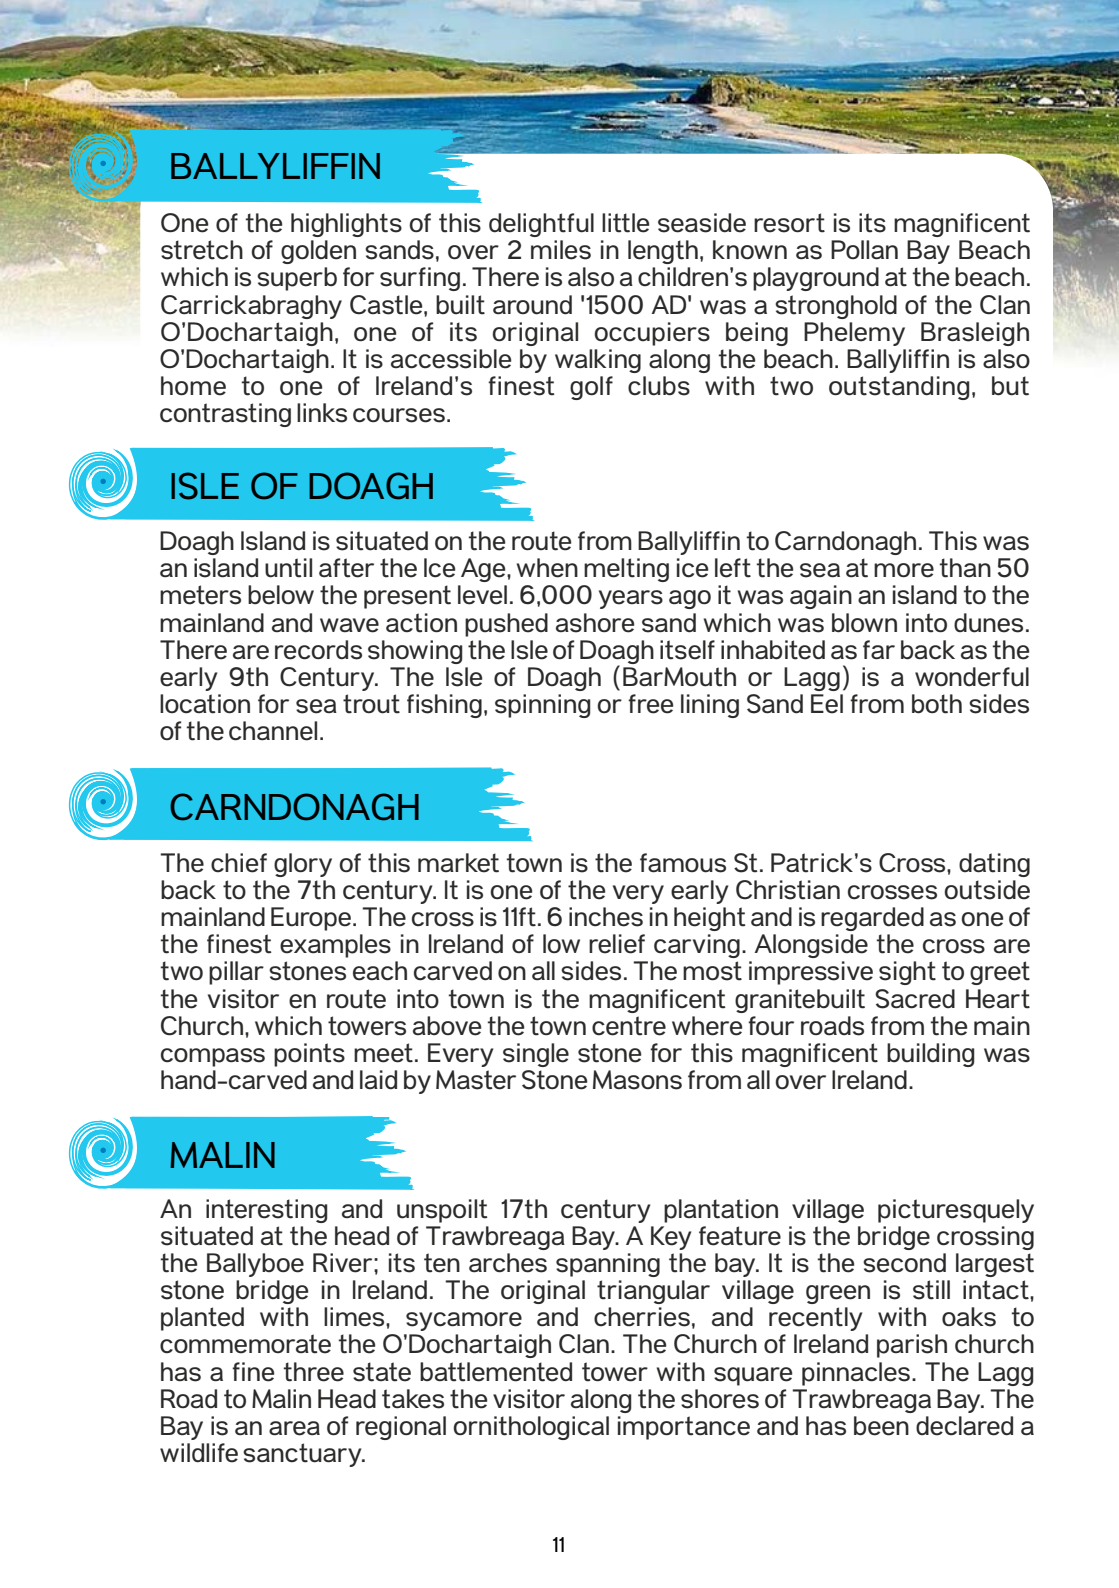 BALLYLIFFIN
One of the highlights of this delightful little seaside resort is its magnificent
stretch of golden sands, over 2 miles in length, known as Pollan Bay Beach
which is superb for surfing. There is also a children's playground at the beach.
Carrickabraghy Castle, built around '1500 AD' was a stronghold of the Clan
O'Dochartaigh, one of its original occupiers being Phelemy Brasleigh
O'Dochartaigh. It is accessible by walking along the beach. Ballyliffin is also
home to one of Ireland's finest golf clubs with two outstanding, but
contrasting links courses.
ISLE OF DOAGH
Doagh Island is situated on the route from Ballyliffin to Carndonagh. This was
an island until after the Ice Age, when melting ice left the sea at more than 50
meters below the present level. 6,000 years ago it was again an island to the
mainland and wave action pushed ashore sand which was blown into dunes.
There are records showing the Isle of Doagh itself inhabited as far back as the
early 9th Century. The Isle of Doagh (BarMouth or Lagg) is a wonderful
location for sea trout fishing, spinning or free lining Sand Eel from both sides
of the channel.
CARNDONAGH
The chief glory of this market town is the famous St. Patrick's Cross, dating
back to the 7th century. It is one of the very early Christian crosses outside
mainland Europe. The cross is 11ft. 6 inches in height and is regarded as one of
the finest examples in Ireland of low relief carving. Alongside the cross are
two pillar stones each carved on all sides. The most impressive sight to greet
the visitor en route into town is the magnificent granitebuilt Sacred Heart
Church, which towers above the town centre where four roads from the main
compass points meet. Every single stone for this magnificent building was
hand-carved and laid by Master Stone Masons from all over Ireland.
MALIN
An interesting and unspoilt 17th century plantation village picturesquely
situated at the head of Trawbreaga Bay. A Key feature is the bridge crossing
the Ballyboe River; its ten arches spanning the bay. It is the second largest
stone bridge in Ireland. The original triangular village green is still intact,
planted with limes, sycamore and cherries, and recently with oaks to
commemorate the O'Dochartaigh Clan. The Church of Ireland parish church
has a fine three state battlemented tower with square pinnacles. The Lagg
Road to Malin Head takes the visitor along the shores of Trawbreaga Bay. The
Bay is an area of regional ornithological importance and has been declared a
wildlife sanctuary.
11